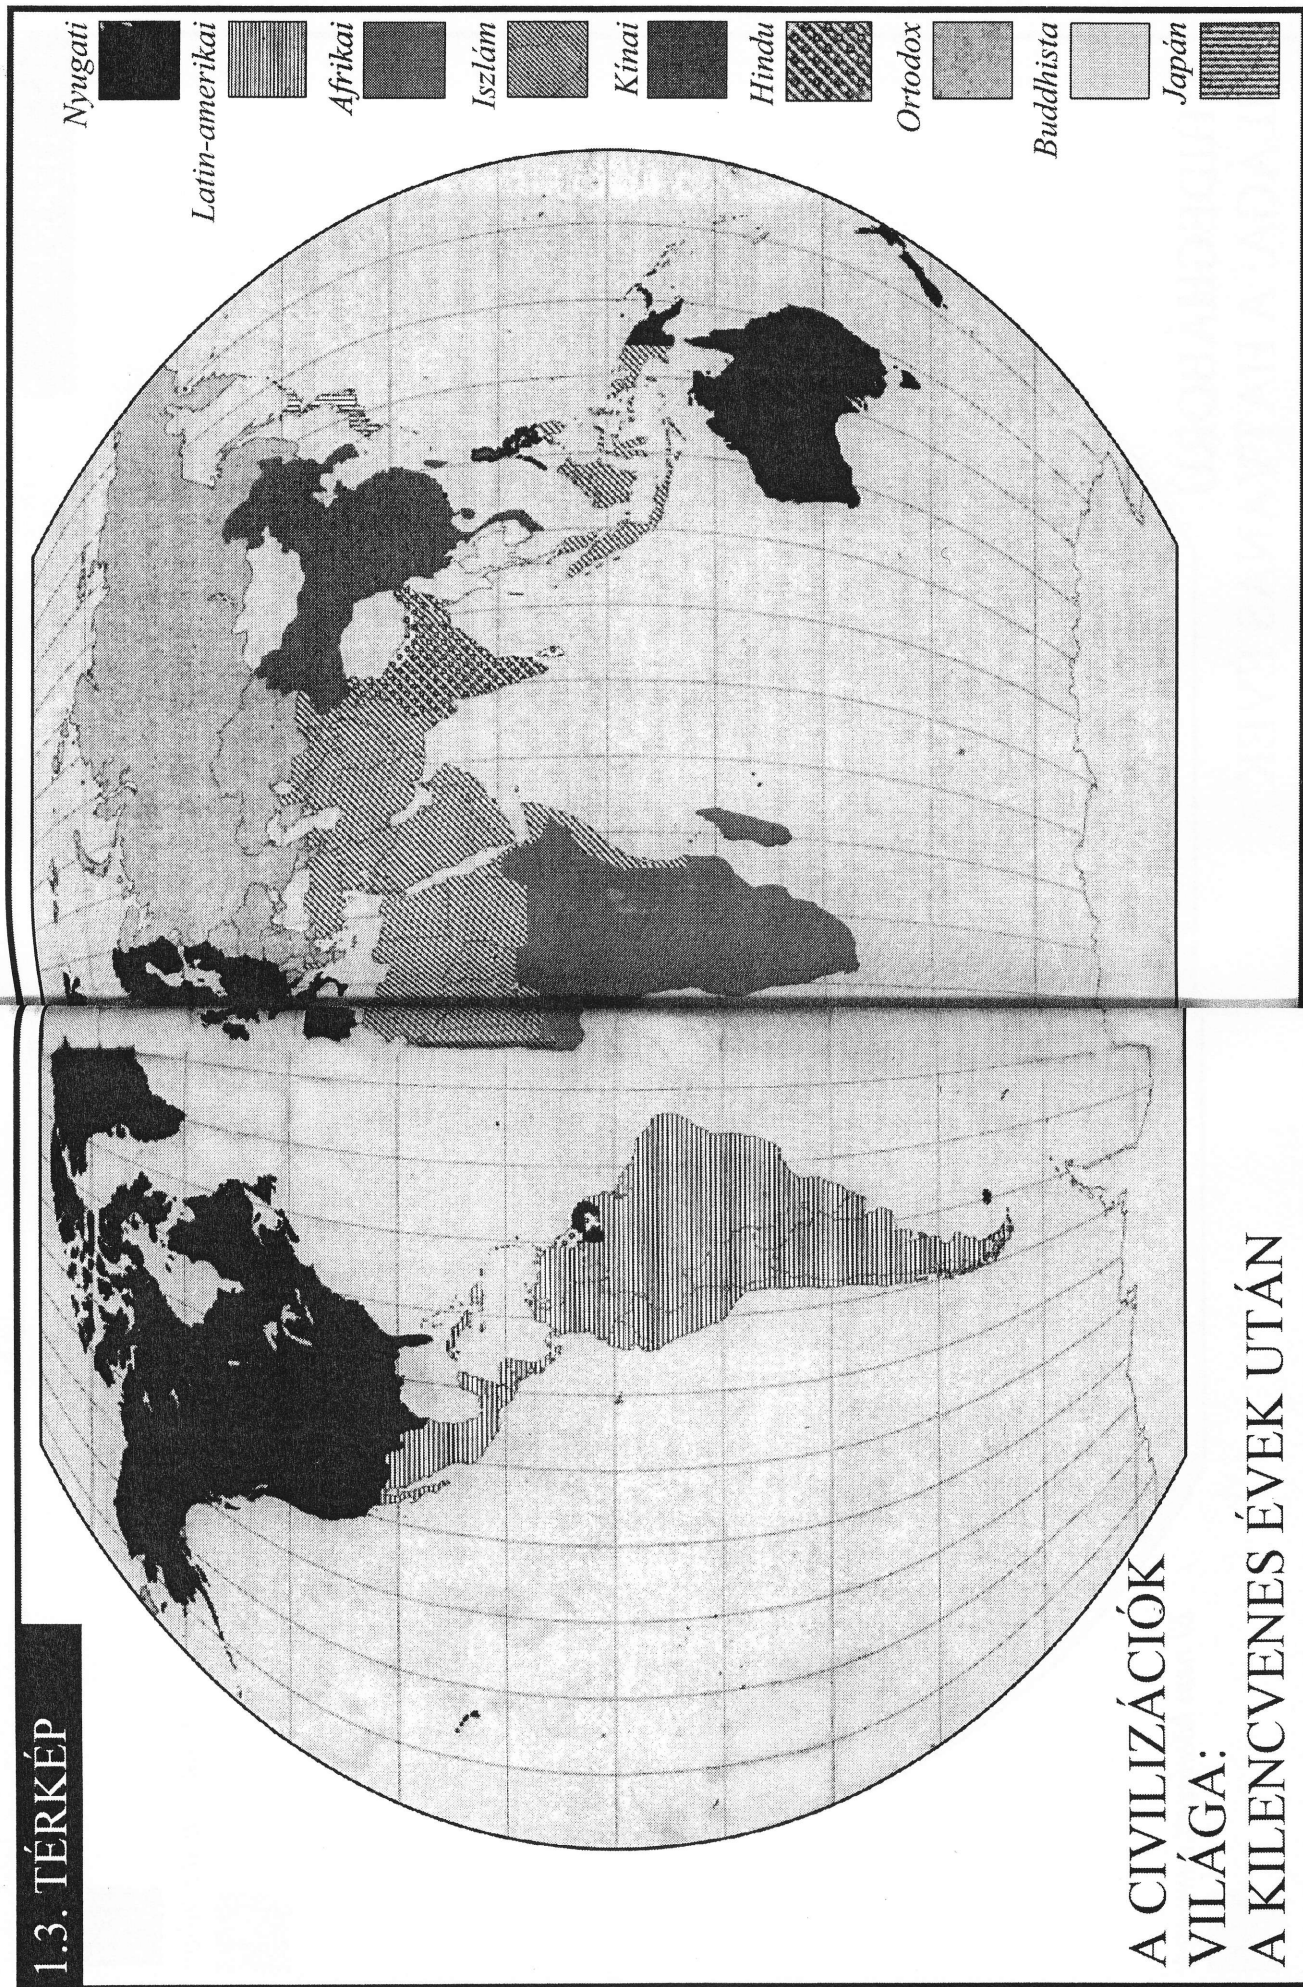 1.3. TÉRKÉP
A CIVILIZÁCIÓK
VILÁGA:
A KILENCVENES ÉVEK UTÁN
Nyugati
Latin-amerikai
Afrikai
Iszlám
Kínai
Hindu
Ortodox
Buddhista
Japán